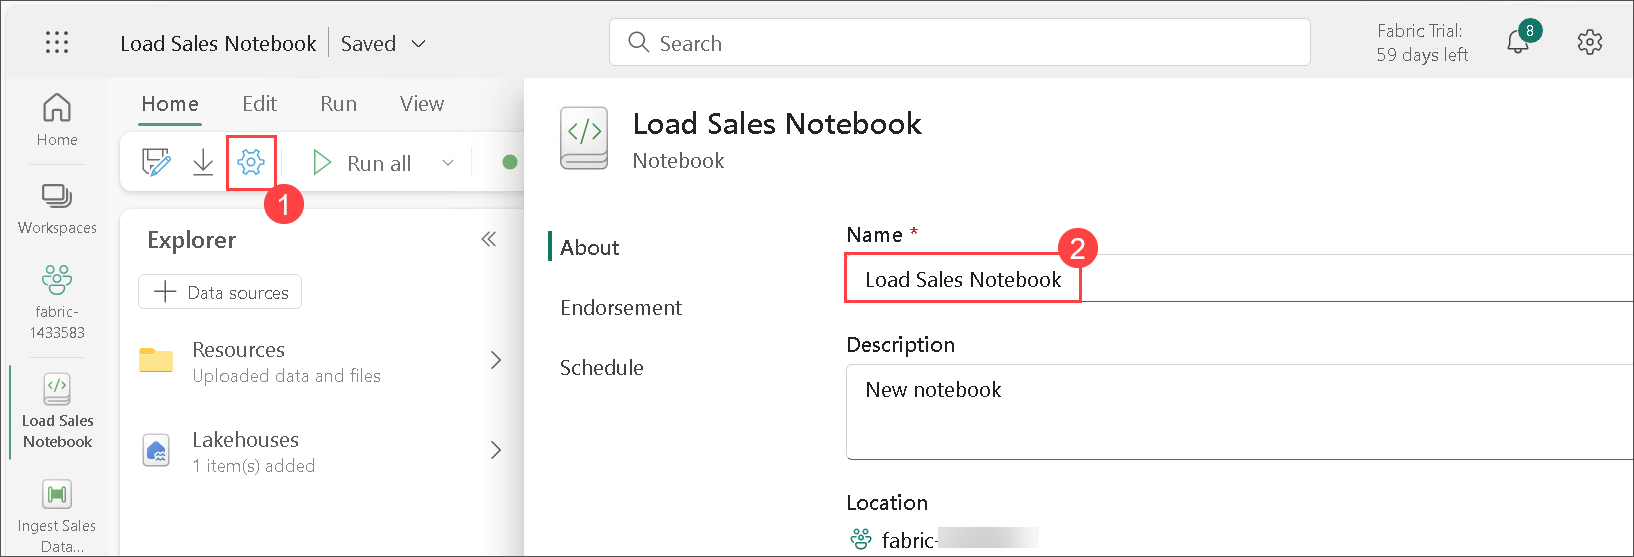 Load Sales Notebook
Saved
Search
Fabric Trial:
59 days left
8
Home
Workspaces
fabric-
1433583
Load Sales
Notebook
Ingest Sales
Data...
Home Edit Run View
Run all
1
Explorer
Data sources
Resources
Uploaded data and files
Lakehouses
1 item(s) added
Load Sales Notebook
Notebook
About
Endorsement
Schedule
Name *
2
Load Sales Notebook
Description
New notebook
Location
fabric-